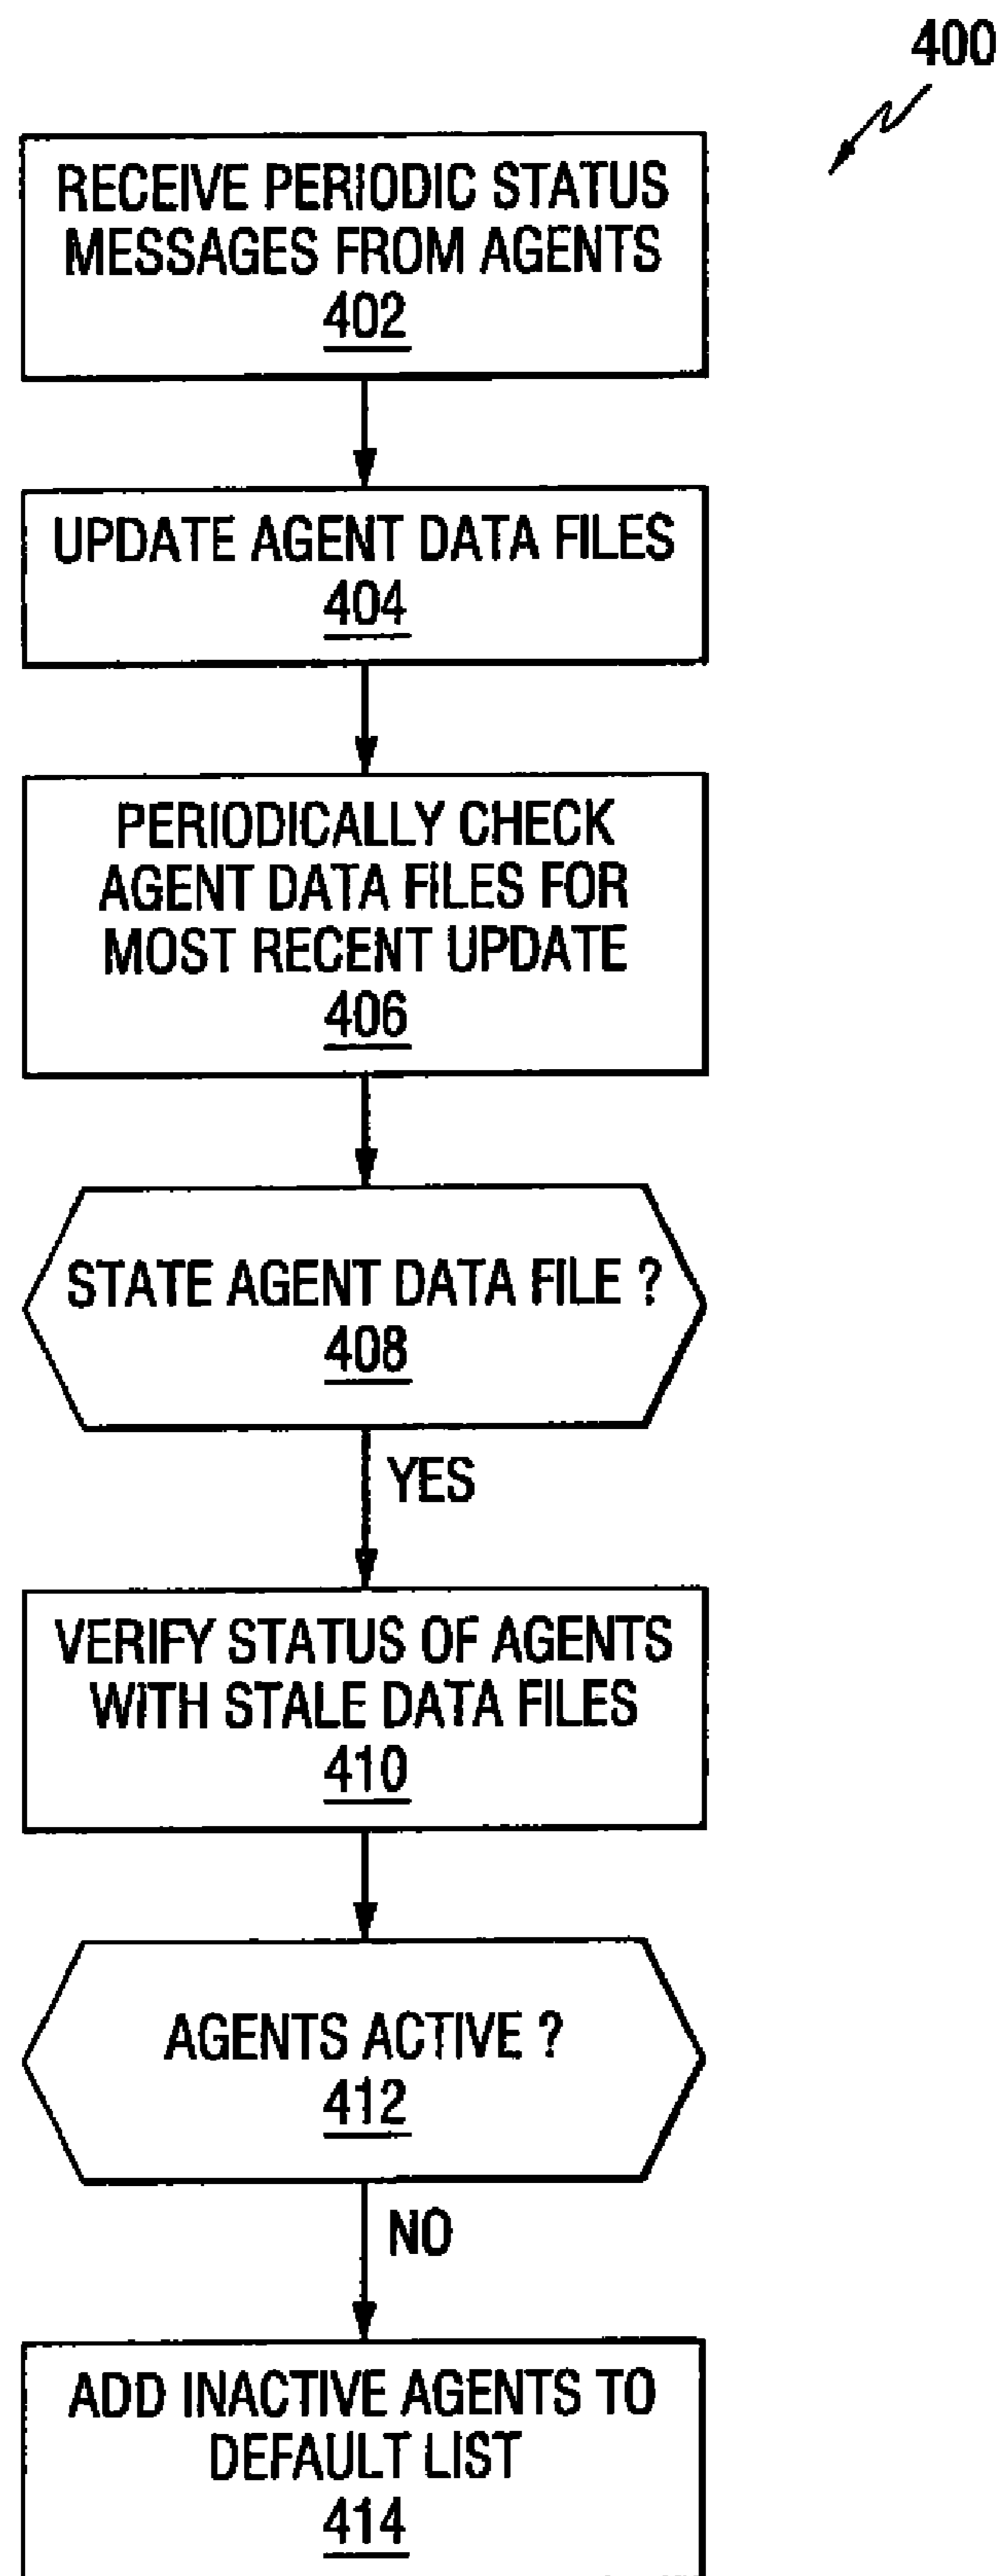 400
RECEIVE PERIODIC STATUS
MESSAGES FROM AGENTS
402
UPDATE AGENT DATA FILES
404
PERIODICALLY CHECK
AGENT DATA FILES FOR
MOST RECENT UPDATE
406
STATE AGENT DATA FILE ?
408
YES
VERIFY STATUS OF AGENTS
WITH STALE DATA FILES
410
AGENTS ACTIVE ?
412
NO
ADD INACTIVE AGENTS TO
DEFAULT LIST
414